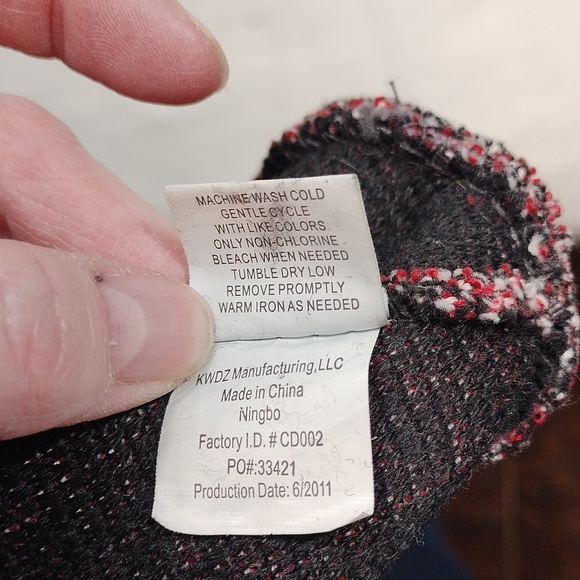 MACHINE WASH COLD
GENTLE CYCLE
WITH LIKE COLORS
ONLY NON-CHLORINE
BLEACH WHEN NEEDED
TUMBLE DRY LOW
REMOVE PROMPTLY
WARM IRON AS NEEDED
KWDZ Manufacturing,LLC
Made in China
Ningbo
Factory I.D. # CD002
PO#:33421
Production Date: 6/2011